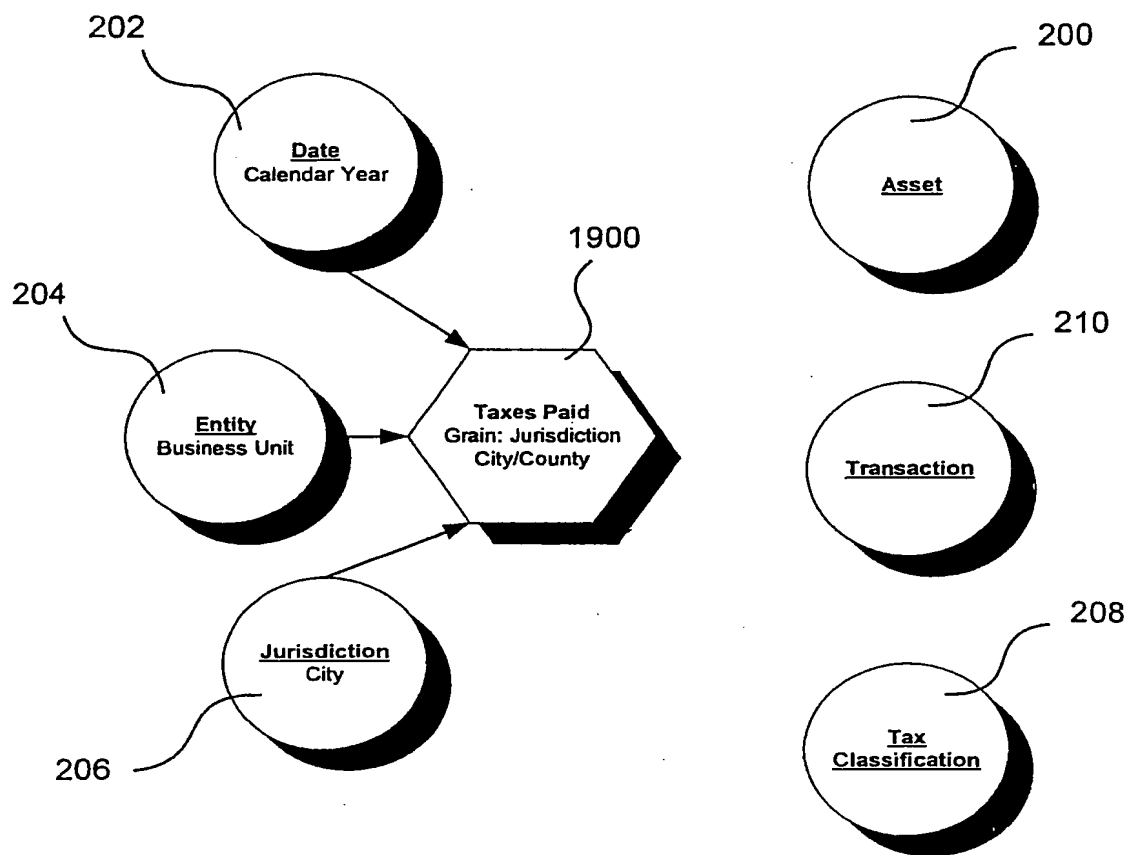 202
200
Date
Calendar Year
Asset
1900
204
210
Taxes Paid
Grain: Jurisdiction
City/County
Entity
Business Unit
Transaction
208
Jurisdiction
City
206
Tax
Classification